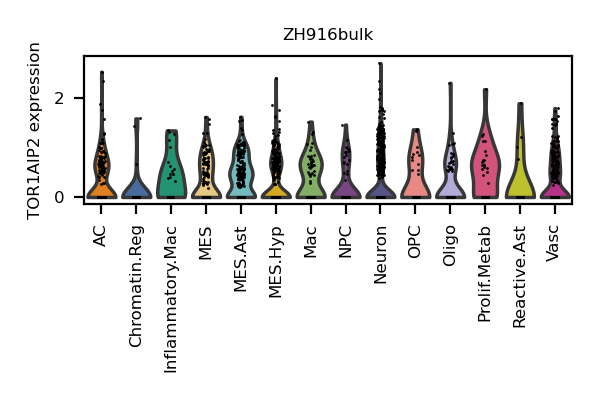 ZH916bulk
TOR1AIP2 expression
2
0
AC
Chromatin.Reg
Inflammatory.Mac
MES
MES.Ast
MES.Hyp
Mac
NPC
Neuron
OPC
Oligo
Prolif.Metab
Reactive.Ast
Vasc